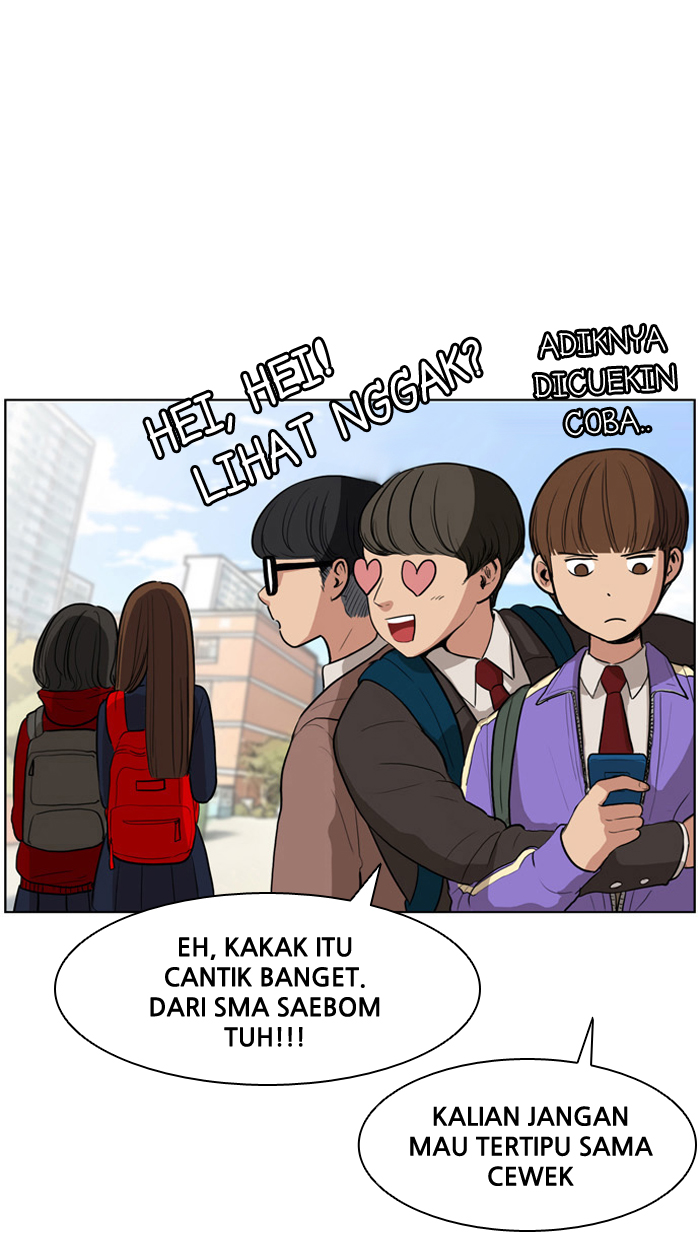 HEI, HEI!
LIHAT NGGAK?
ADIKNYA
DICUEKIN
COBA..
EH, KAKAK ITU
CANTIK BANGET.
DARI SMA SAEBOM
TUH!!!
KALIAN JANGAN
MAU TERTIPU SAMA
CEWEK